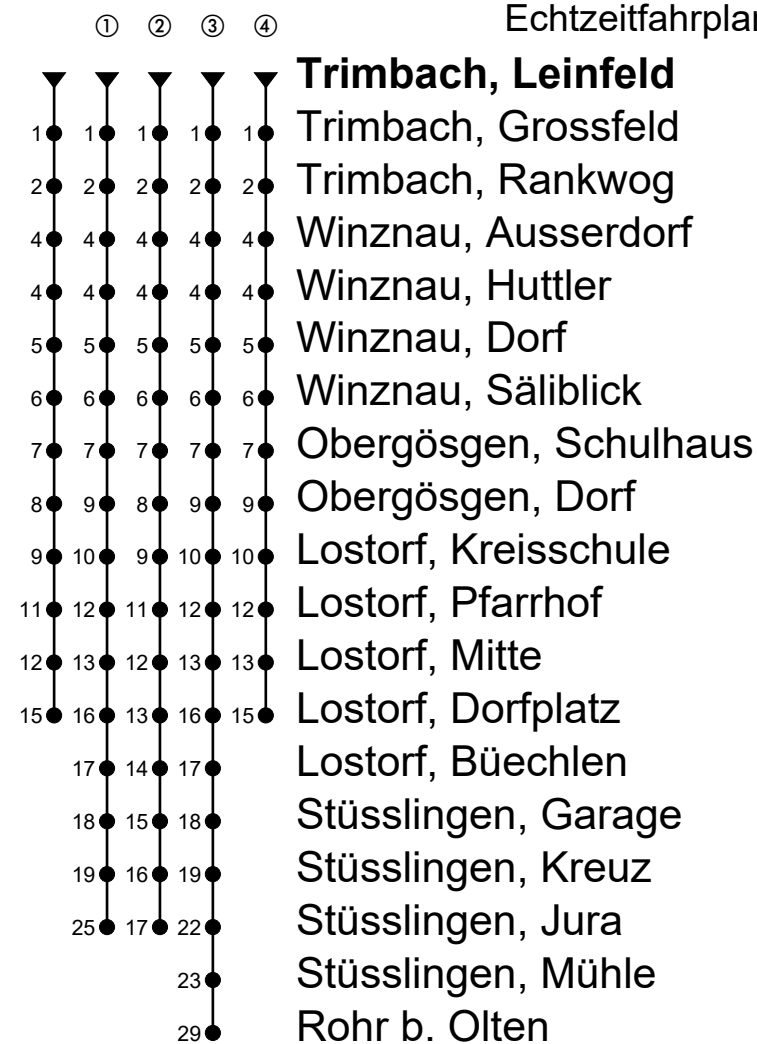 Echtzeitfahrplan
① ② ③ ④
Trimbach, Leinfeld
1 1 1 1 1 Trimbach, Grossfeld
2 2 2 2 2 Trimbach, Rankwog
4 4 4 4 4 Winznau, Ausserdorf
4 4 4 4 4 Winznau, Huttler
5 5 5 5 5 Winznau, Dorf
6 6 6 6 6 Winznau, Säliblick
7 7 7 7 7 Obergösgen, Schulhaus
8 9 8 9 9 Obergösgen, Dorf
9 10 9 10 10 Lostorf, Kreisschule
11 12 11 12 12 Lostorf, Pfarrhof
12 13 12 13 13 Lostorf, Mitte
15 16 13 16 15 Lostorf, Dorfplatz
17 14 17 Lostorf, Büechlen
18 15 18 Stüsslingen, Garage
19 16 19 Stüsslingen, Kreuz
25 17 22 Stüsslingen, Jura
23 Stüsslingen, Mühle
29 Rohr b. Olten